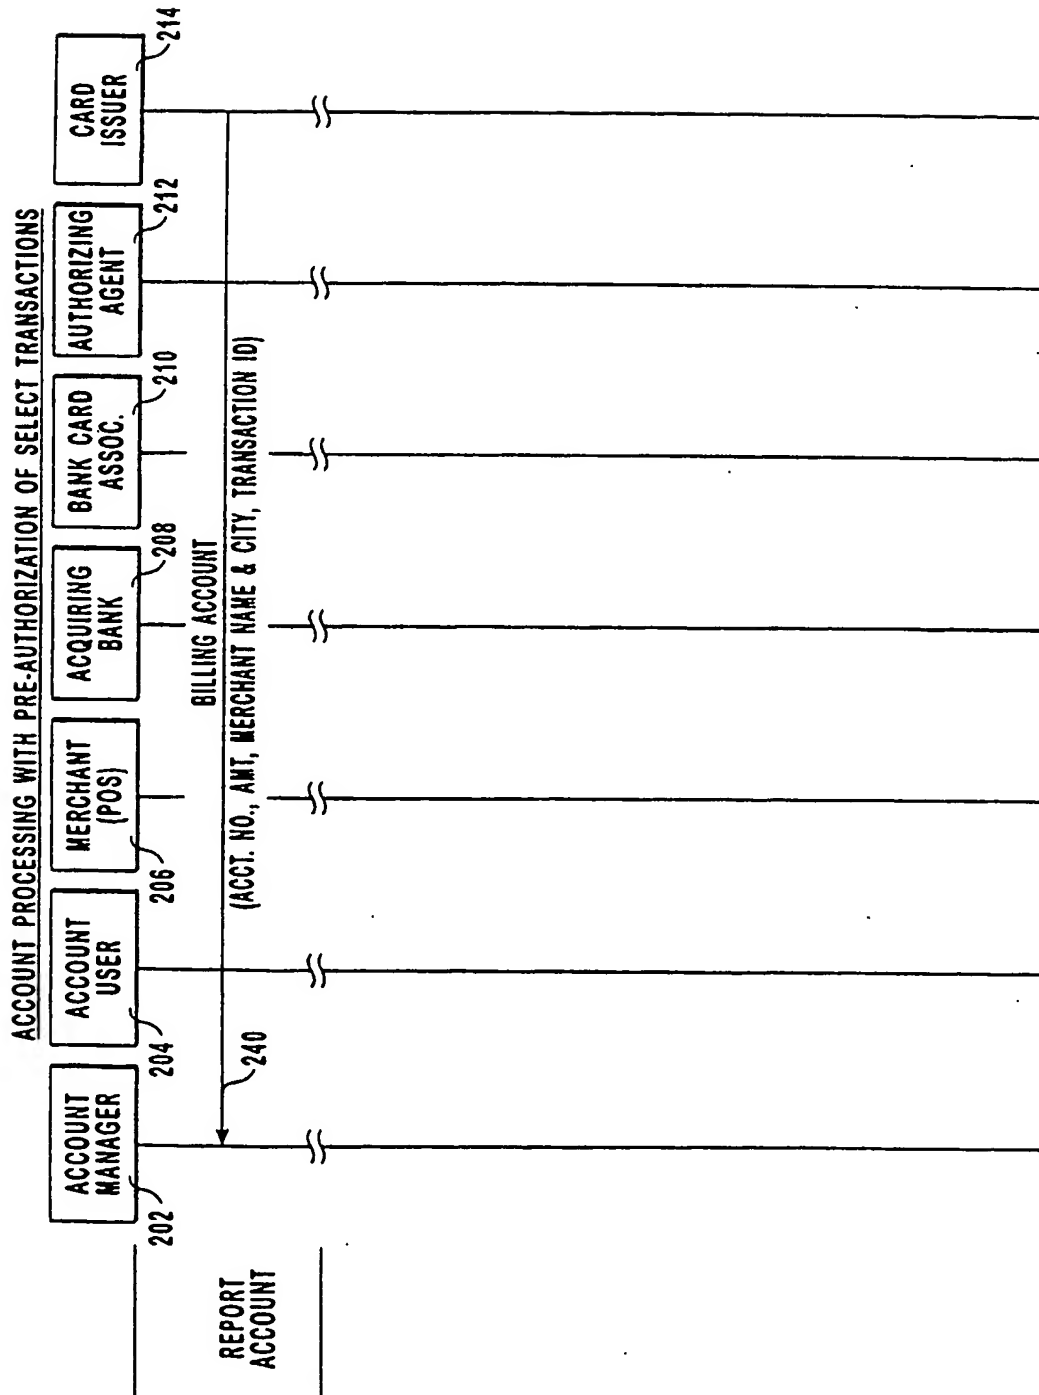 ACCOUNT PROCESSING WITH PRE-AUTHORIZATION OF SELECT TRANSACTIONS
ACCOUNT
MANAGER
202
ACCOUNT
USER
204
MERCHANT
(POS)
206
ACQUIRING
BANK
208
BANK CARD
ASSOC.
210
AUTHORIZING
AGENT
212
CARD
ISSUER
214
REPORT
ACCOUNT
BILLING ACCOUNT
240
(ACCT. NO., AMT, MERCHANT NAME & CITY, TRANSACTION ID)